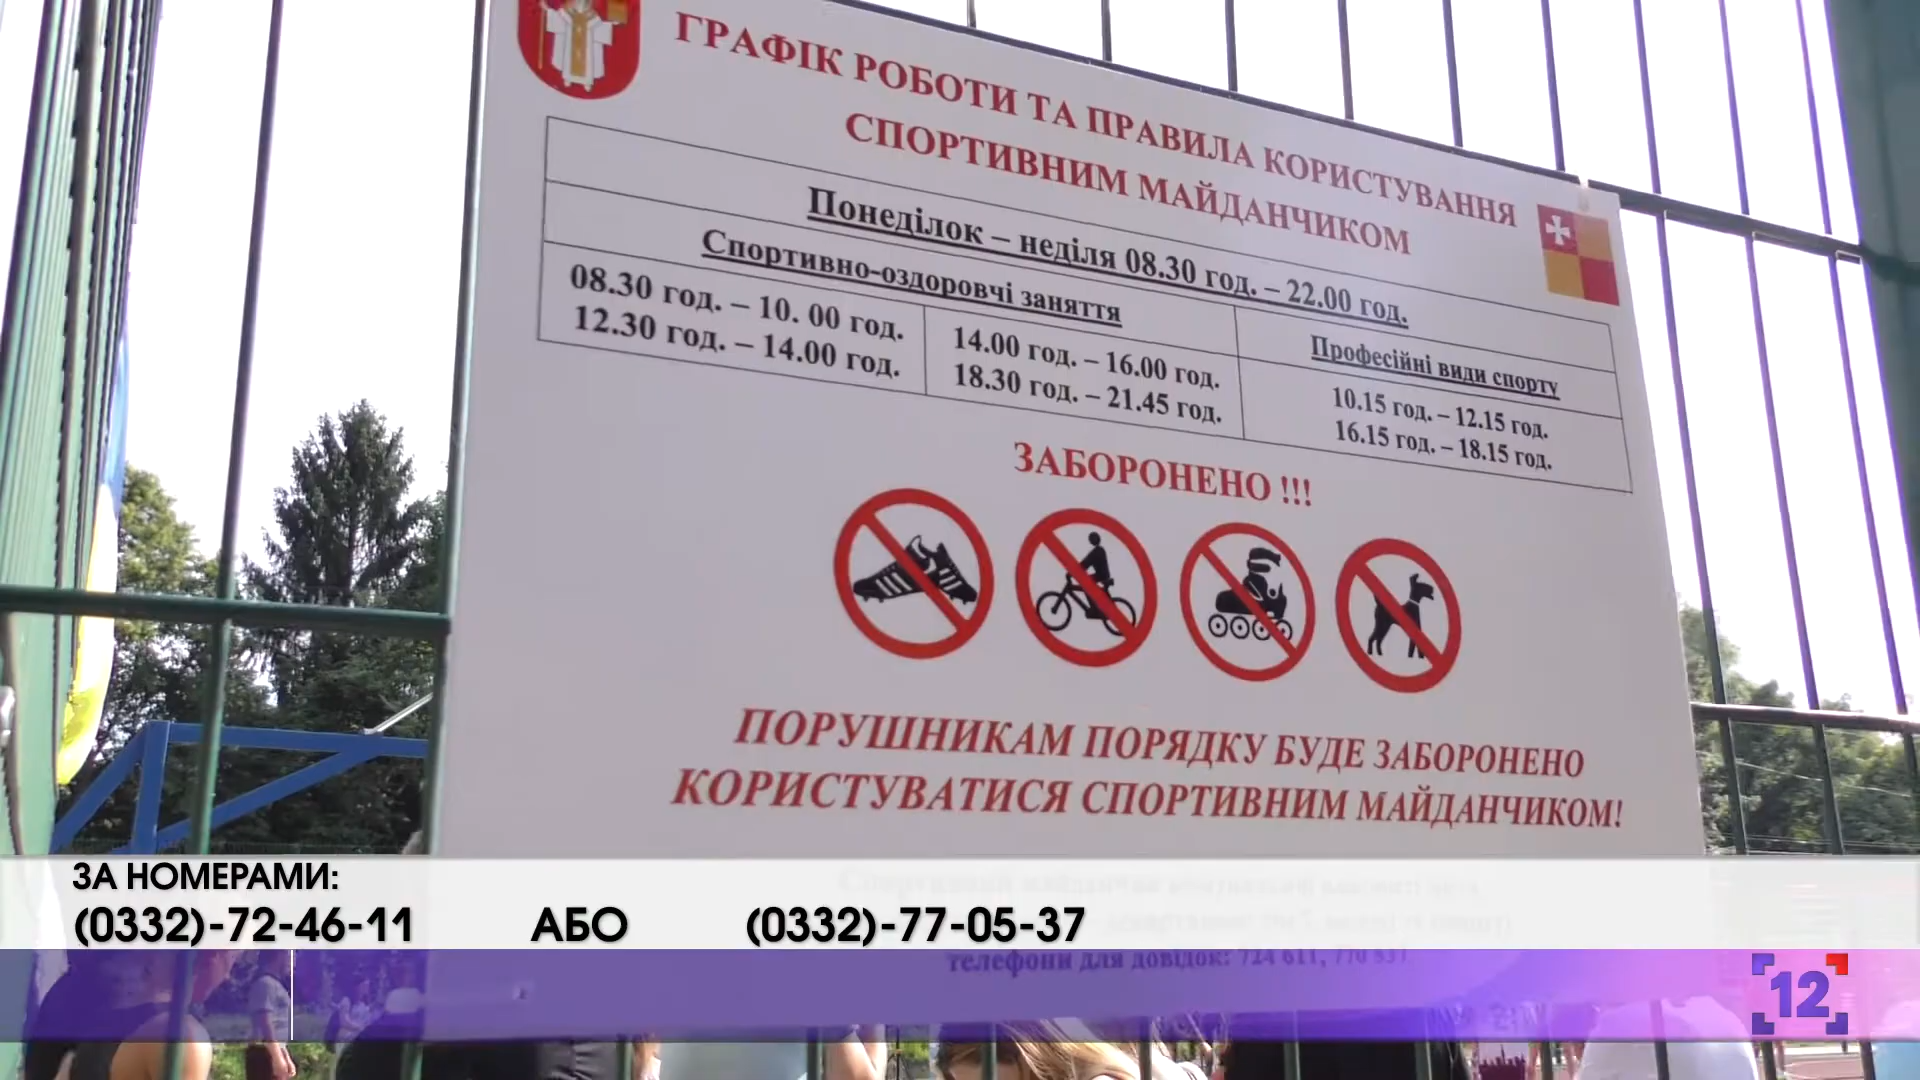 ГРАФІК РОБОТИ ТА ПРАВИЛА КОРИСТУВАННЯ
СПОРТИВНИМ МАЙДАНЧИКОМ
Понеділок – неділя 08.30 год. – 22.00 год.
Спортивно-оздоровчі заняття
Професійні види спорту
08.30 год. – 10. 00 год.
12.30 год. – 14.00 год.
14.00 год. – 16.00 год.
18.30 год. – 21.45 год.
10.15 год. – 12.15 год.
16.15 год. – 18.15 год.
ЗАБОРОНЕНО !!!
ПОРУШНИКАМ ПОРЯДКУ БУДЕ ЗАБОРОНЕНО
КОРИСТУВАТИСЯ СПОРТИВНИМ МАЙДАНЧИКОМ!
ЗА НОМЕРАМИ:
(0332)-72-46-11 АБО (0332)-77-05-37
телефони для довідок: 724 611, 770 537
12